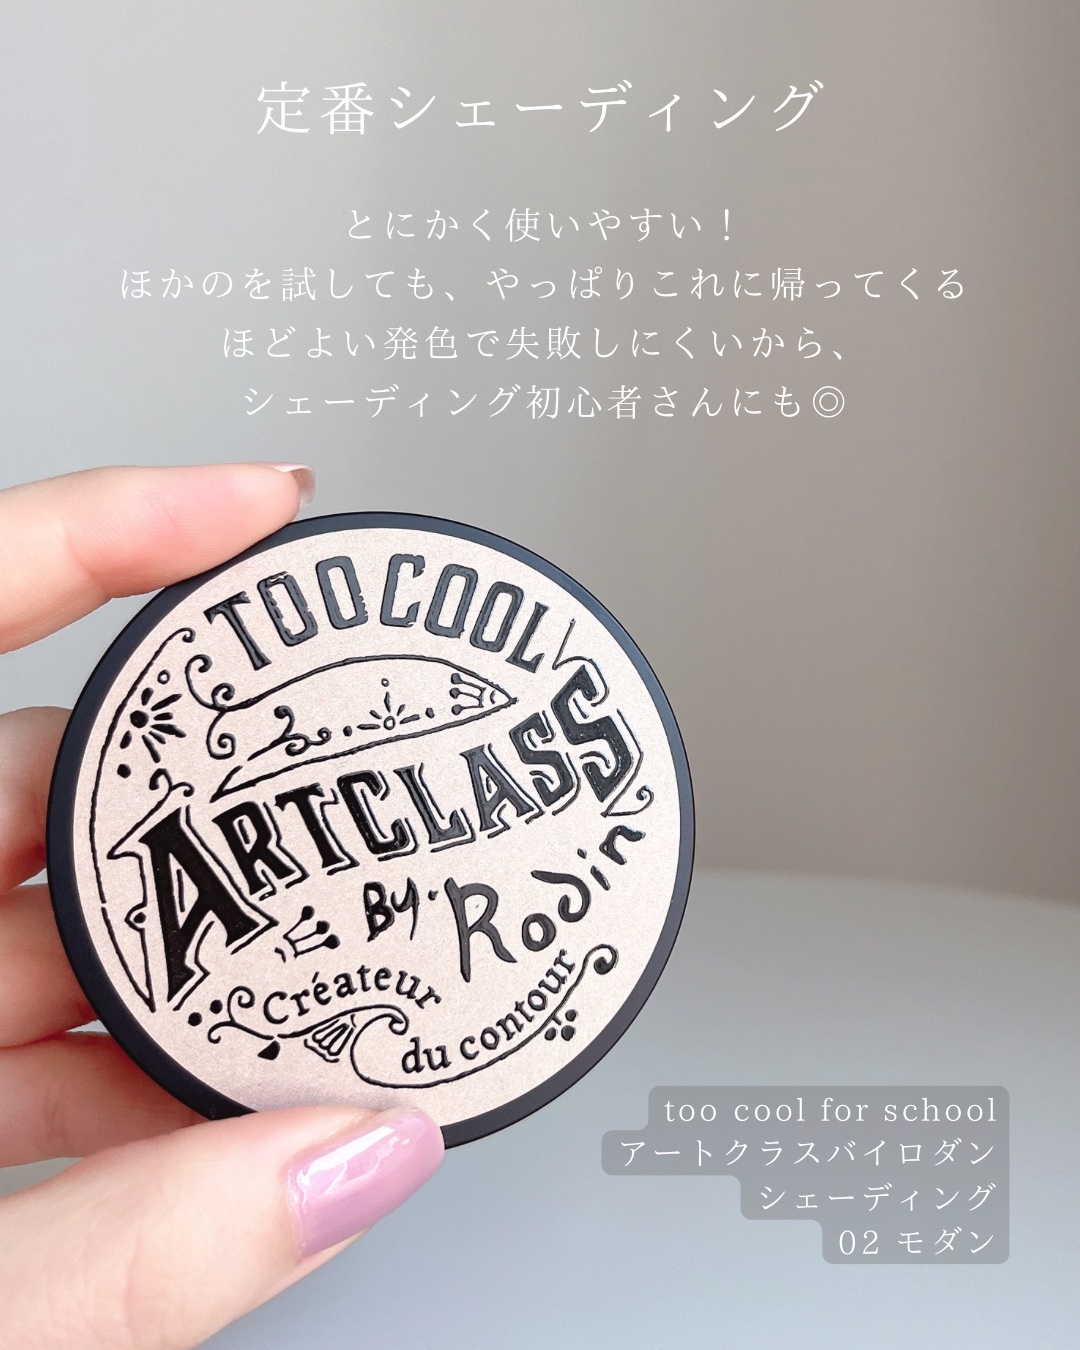 定番シェーディング
とにかく使いやすい！
ほかのを試しても、やっぱりこれに帰ってくる
ほどよい発色で失敗しにくいから、
シェーディング初心者さんにも◎
TOO COOL
ARTCLASS
By. Rodin
Créateur
du contour
too cool for school
アートクラスバイロダン
シェーディング
02 モダン